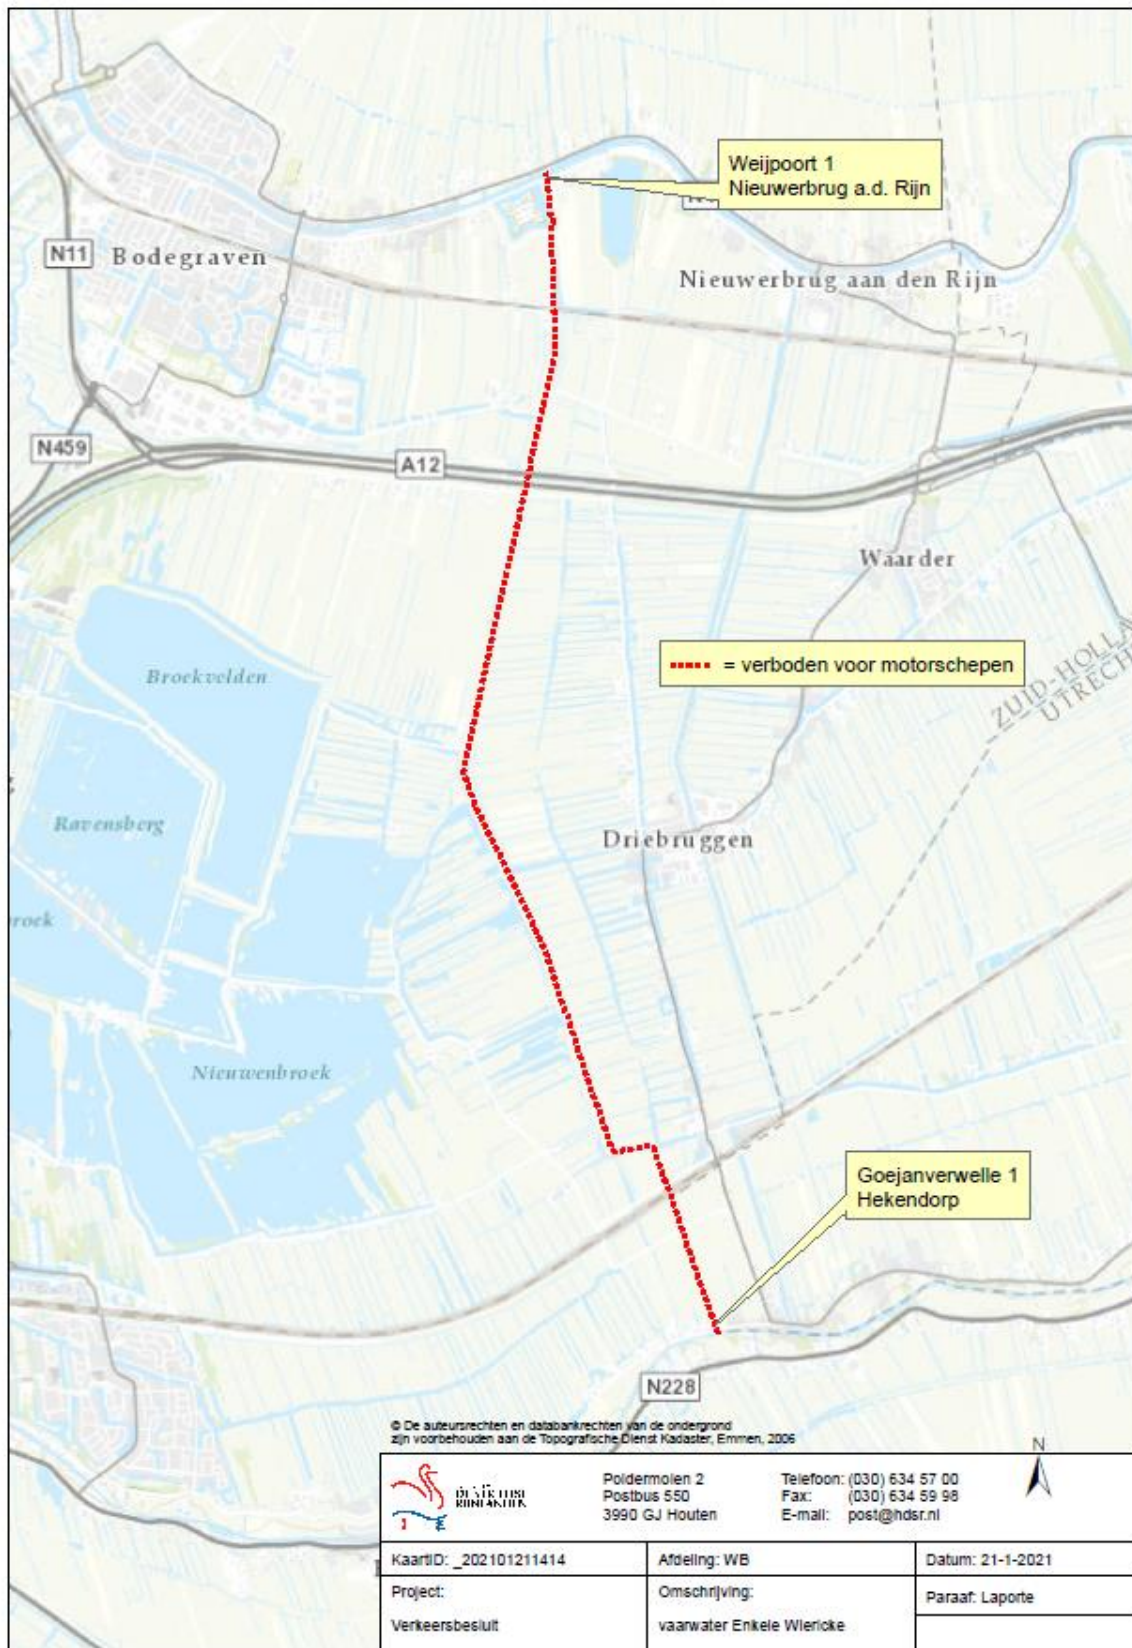 Weijpoort 1
Nieuwerbrug a.d. Rijn
N11
Bodegraven
Nieuwerbrug aan den Rijn
N459
A12
Waarder
= verboden voor motorschepen
Broekvelden
ZUID-HOLLA
UTRECH
Ravensberg
Driebruggen
roek
Nieuwenbroek
Goejanverwelle 1
Hekendorp
N228
© De auteursrechten en databankrechten van de ondergrond
zijn voorbehouden aan de Topografische Dienst Kadaster, Emmen, 2006
N
Poldermolen 2
Postbus 550
3990 GJ Houten
Telefoon: (030) 634 57 00
Fax: (030) 634 59 98
E-mail: post@hdsr.nl
KaartID: _202101211414
Afdeling: WB
Datum: 21-1-2021
Project:
Verkeersbesluit
Omschrijving:
vaarwater Enkele Wiericke
Paraaf: Laporte